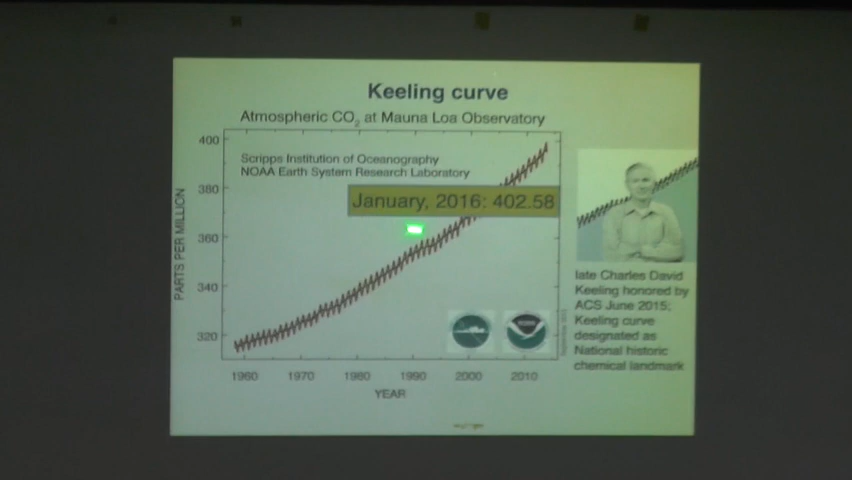 Keeling curve
Atmospheric CO2 at Mauna Loa Observatory
Scripps Institution of Oceanography
NOAA Earth System Research Laboratory
January, 2016: 402.58
PARTS PER MILLION
400
380
360
340
320
1960 1970 1980 1990 2000 2010
YEAR
late Charles David
Keeling honored by
ACS June 2015;
Keeling curve
designated as
National historic
chemical landmark